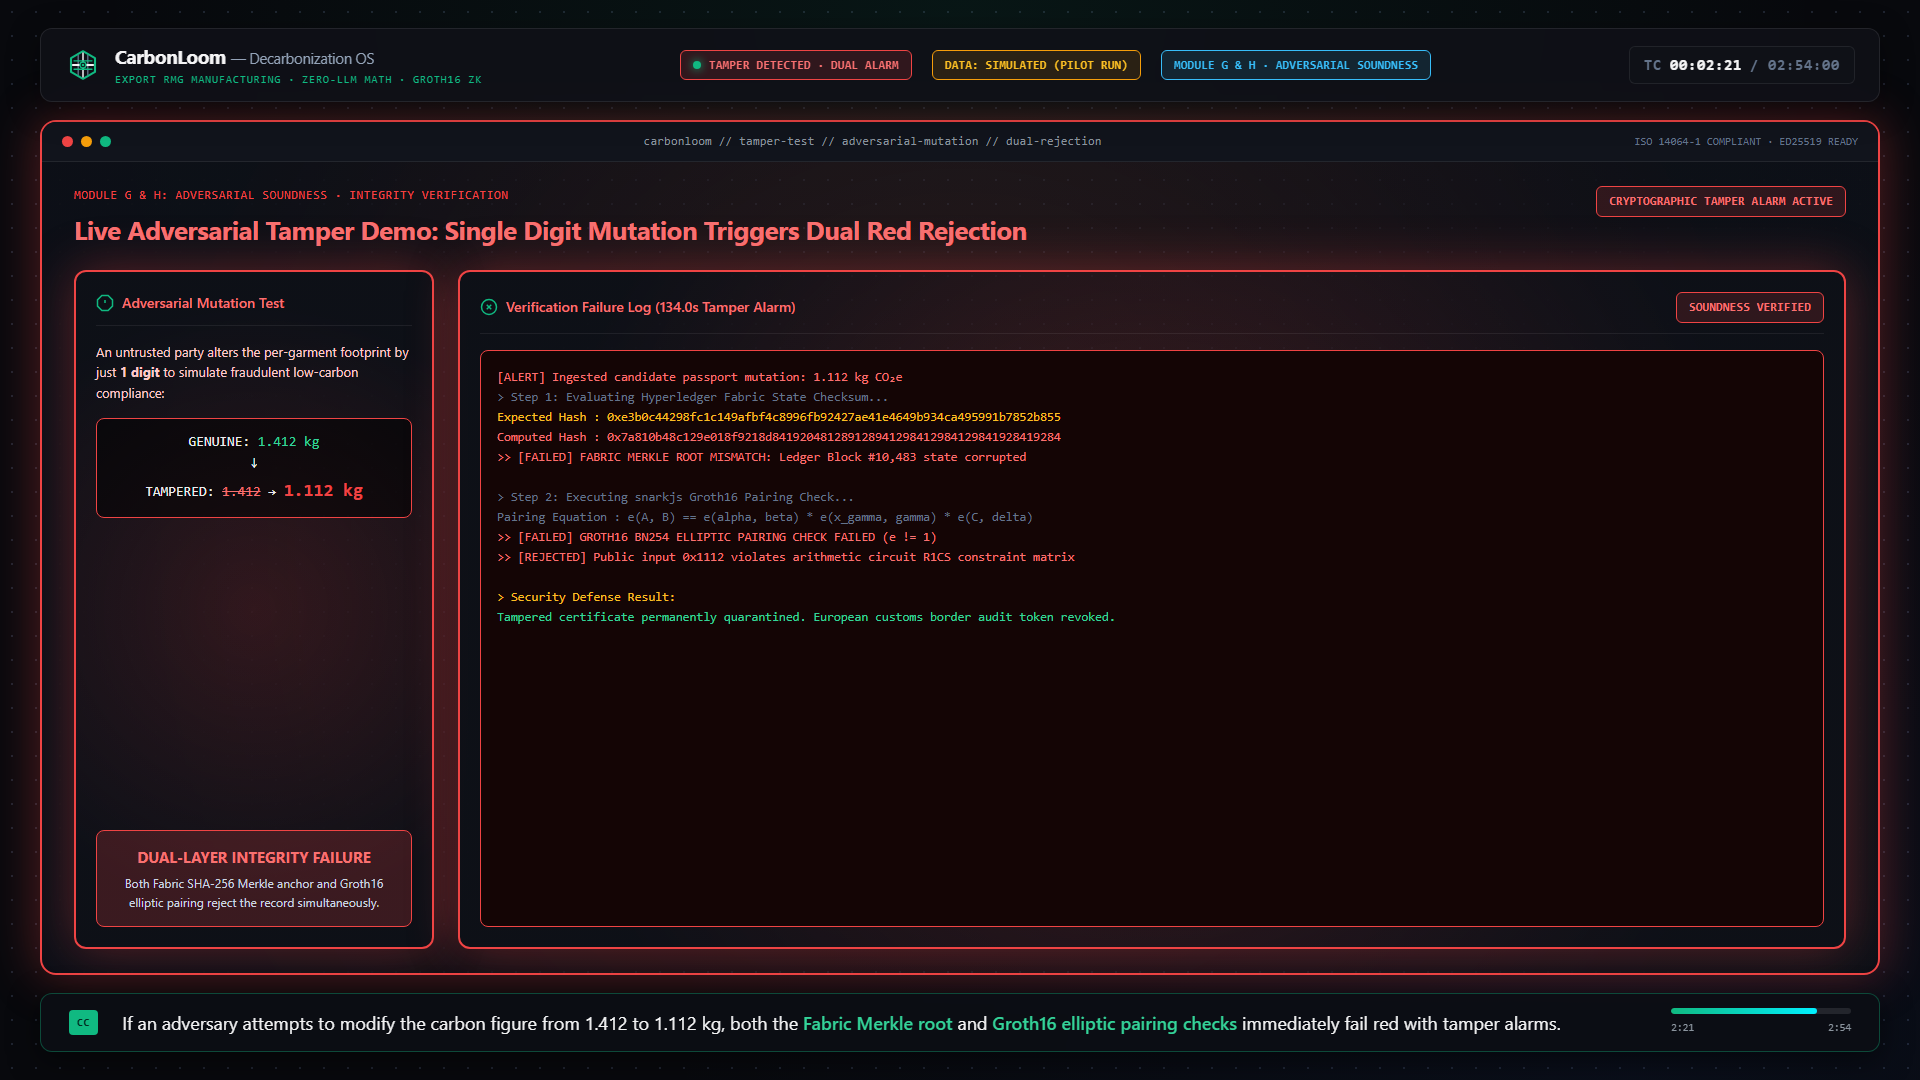 CarbonLoom — Decarbonization OS
EXPORT RMG MANUFACTURING · ZERO-LLM MATH · GROTH16 ZK
TAMPER DETECTED · DUAL ALARM
DATA: SIMULATED (PILOT RUN)
MODULE G & H · ADVERSARIAL SOUNDNESS
TC 00:02:21 / 02:54:00
carbonloom // tamper-test // adversarial-mutation // dual-rejection
ISO 14064-1 COMPLIANT · ED25519 READY
MODULE G & H: ADVERSARIAL SOUNDNESS · INTEGRITY VERIFICATION
Live Adversarial Tamper Demo: Single Digit Mutation Triggers Dual Red Rejection
CRYPTOGRAPHIC TAMPER ALARM ACTIVE
Adversarial Mutation Test
An untrusted party alters the per-garment footprint by
just 1 digit to simulate fraudulent low-carbon
compliance:
GENUINE: 1.412 kg
↓
TAMPERED: 1.412 → 1.112 kg
DUAL-LAYER INTEGRITY FAILURE
Both Fabric SHA-256 Merkle anchor and Groth16
elliptic pairing reject the record simultaneously.
Verification Failure Log (134.0s Tamper Alarm)
SOUNDNESS VERIFIED
[ALERT] Ingested candidate passport mutation: 1.112 kg CO₂e
> Step 1: Evaluating Hyperledger Fabric State Checksum...
Expected Hash : 0xe3b0c44298fc1c149afbf4c8996fb92427ae41e4649b934ca495991b7852b855
Computed Hash : 0x7a810b48c129e018f9218d84192048128912894129841298412984192841928​4
>> [FAILED] FABRIC MERKLE ROOT MISMATCH: Ledger Block #10,483 state corrupted
> Step 2: Executing snarkjs Groth16 Pairing Check...
Pairing Equation : e(A, B) == e(alpha, beta) * e(x_gamma, gamma) * e(C, delta)
>> [FAILED] GROTH16 BN254 ELLIPTIC PAIRING CHECK FAILED (e != 1)
>> [REJECTED] Public input 0x1112 violates arithmetic circuit R1CS constraint matrix
> Security Defense Result:
Tampered certificate permanently quarantined. European customs border audit token revoked.
CC
If an adversary attempts to modify the carbon figure from 1.412 to 1.112 kg, both the Fabric Merkle root and Groth16 elliptic pairing checks immediately fail red with tamper alarms.
2:21
2:54